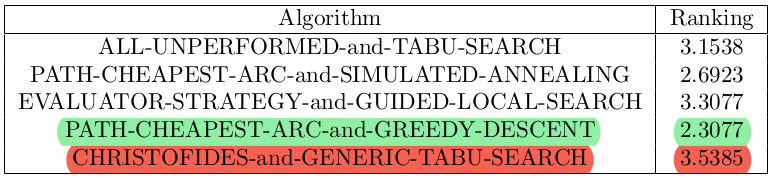 Algorithm Ranking
ALL-UNPERFORMED-and-TABU-SEARCH 3.1538
PATH-CHEAPEST-ARC-and-SIMULATED-ANNEALING 2.6923
EVALUATOR-STRATEGY-and-GUIDED-LOCAL-SEARCH 3.3077
PATH-CHEAPEST-ARC-and-GREEDY-DESCENT 2.3077
CHRISTOFIDES-and-GENERIC-TABU-SEARCH 3.5385